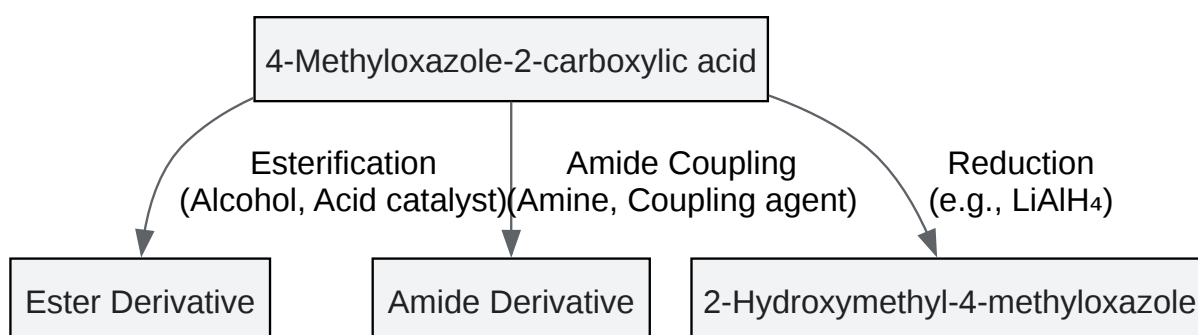 4-Methyloxazole-2-carboxylic acid
Esterification
(Alcohol, Acid catalyst)
Amide Coupling
(Amine, Coupling agent)
Reduction
(e.g., LiAlH₄)
Ester Derivative
Amide Derivative
2-Hydroxymethyl-4-methyloxazole